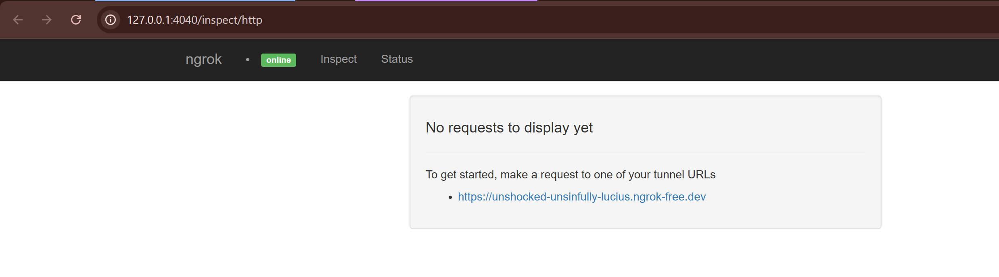 127.0.0.1:4040/inspect/http
ngrok • online Inspect Status
No requests to display yet
To get started, make a request to one of your tunnel URLs
• https://unshocked-unsinfully-lucius.ngrok-free.dev